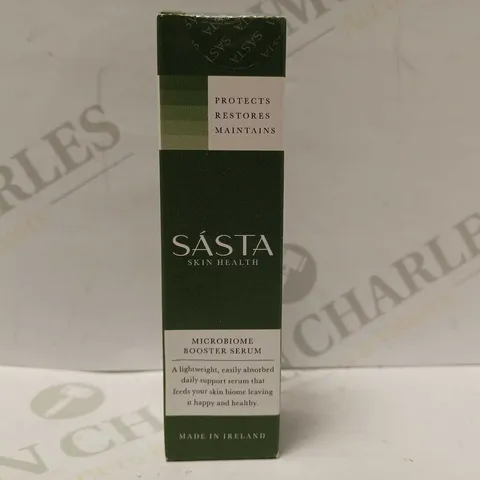 PROTECTS
RESTORES
MAINTAINS
SÁSTA
SKIN HEALTH
MICROBIOME
BOOSTER SERUM
A lightweight, easily absorbed
daily support serum that
feeds your skin biome leaving
it happy and healthy.
MADE IN IRELAND